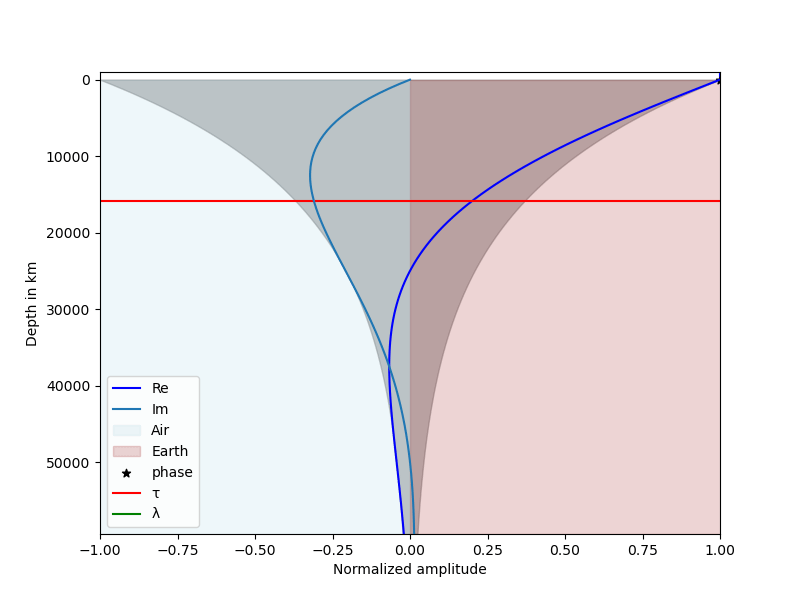 0
10000
20000
30000
40000
50000
Depth in km
Re
Im
Air
Earth
phase
τ
λ
−1.00 −0.75 −0.50 −0.25 0.00 0.25 0.50 0.75 1.00
Normalized amplitude